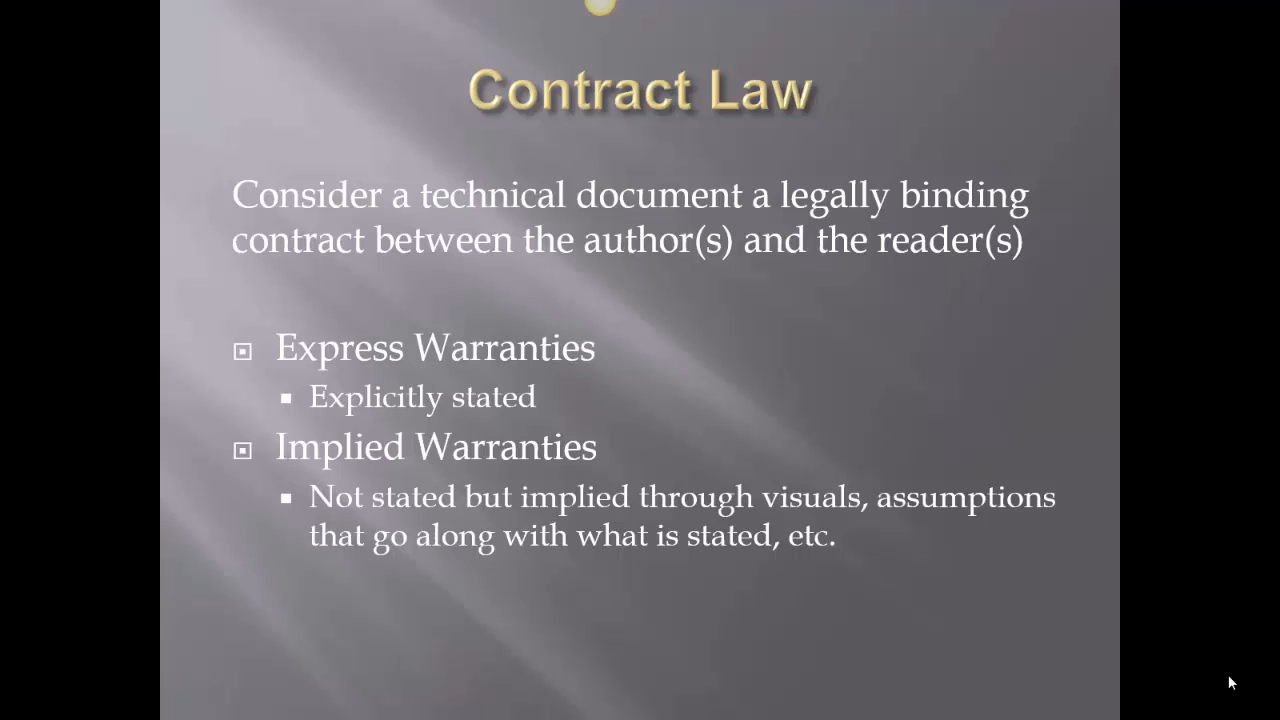 Contract Law
Consider a technical document a legally binding
contract between the author(s) and the reader(s)
Express Warranties
Explicitly stated
Implied Warranties
Not stated but implied through visuals, assumptions
that go along with what is stated, etc.